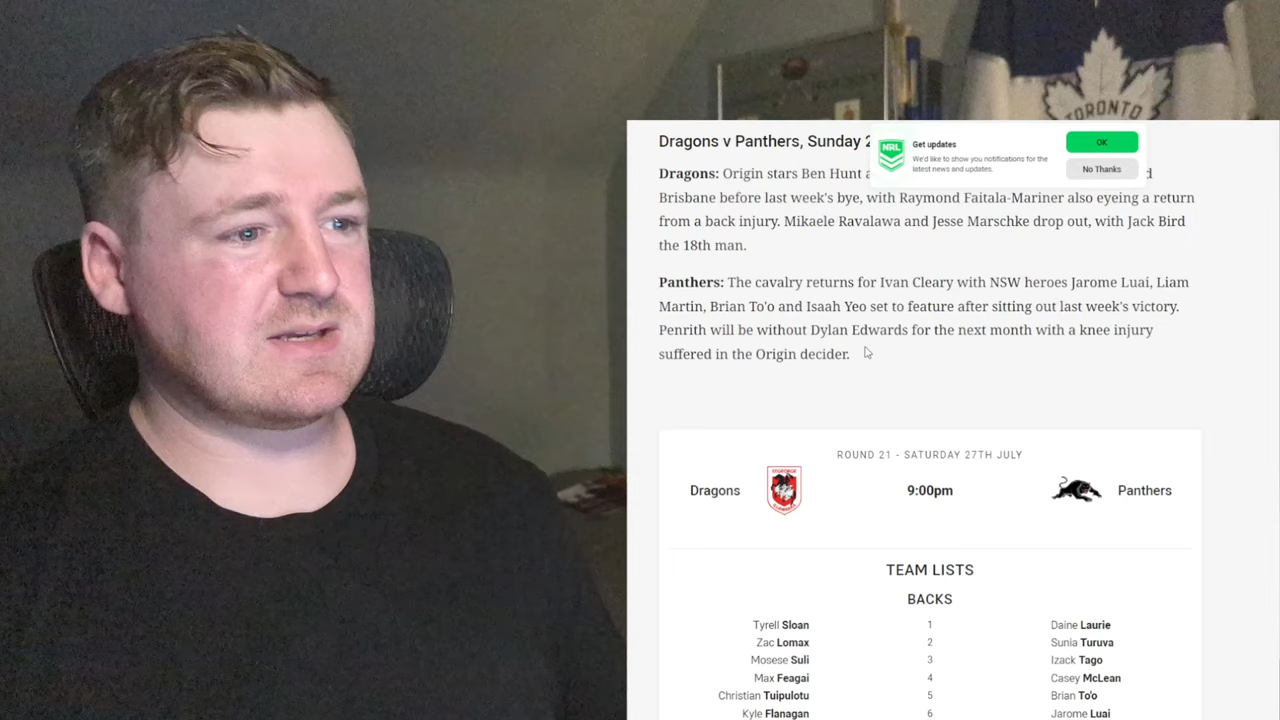 TORONTO
Dragons v Panthers, Sunday 2
NRL
Get updates
We'd like to show you notifications for the
latest news and updates.
OK
No Thanks
Dragons: Origin stars Ben Hunt a
Brisbane before last week's bye, with Raymond Faitala-Mariner also eyeing a return
from a back injury. Mikaele Ravalawa and Jesse Marschke drop out, with Jack Bird
the 18th man.
Panthers: The cavalry returns for Ivan Cleary with NSW heroes Jarome Luai, Liam
Martin, Brian To'o and Isaah Yeo set to feature after sitting out last week's victory.
Penrith will be without Dylan Edwards for the next month with a knee injury
suffered in the Origin decider.
ROUND 21 - SATURDAY 27TH JULY
Dragons 9:00pm Panthers
TEAM LISTS
BACKS
Tyrell Sloan 1 Daine Laurie
Zac Lomax 2 Sunia Turuva
Mosese Suli 3 Izack Tago
Max Feagai 4 Casey McLean
Christian Tuipulotu 5 Brian To'o
Kyle Flanagan 6 Jarome Luai